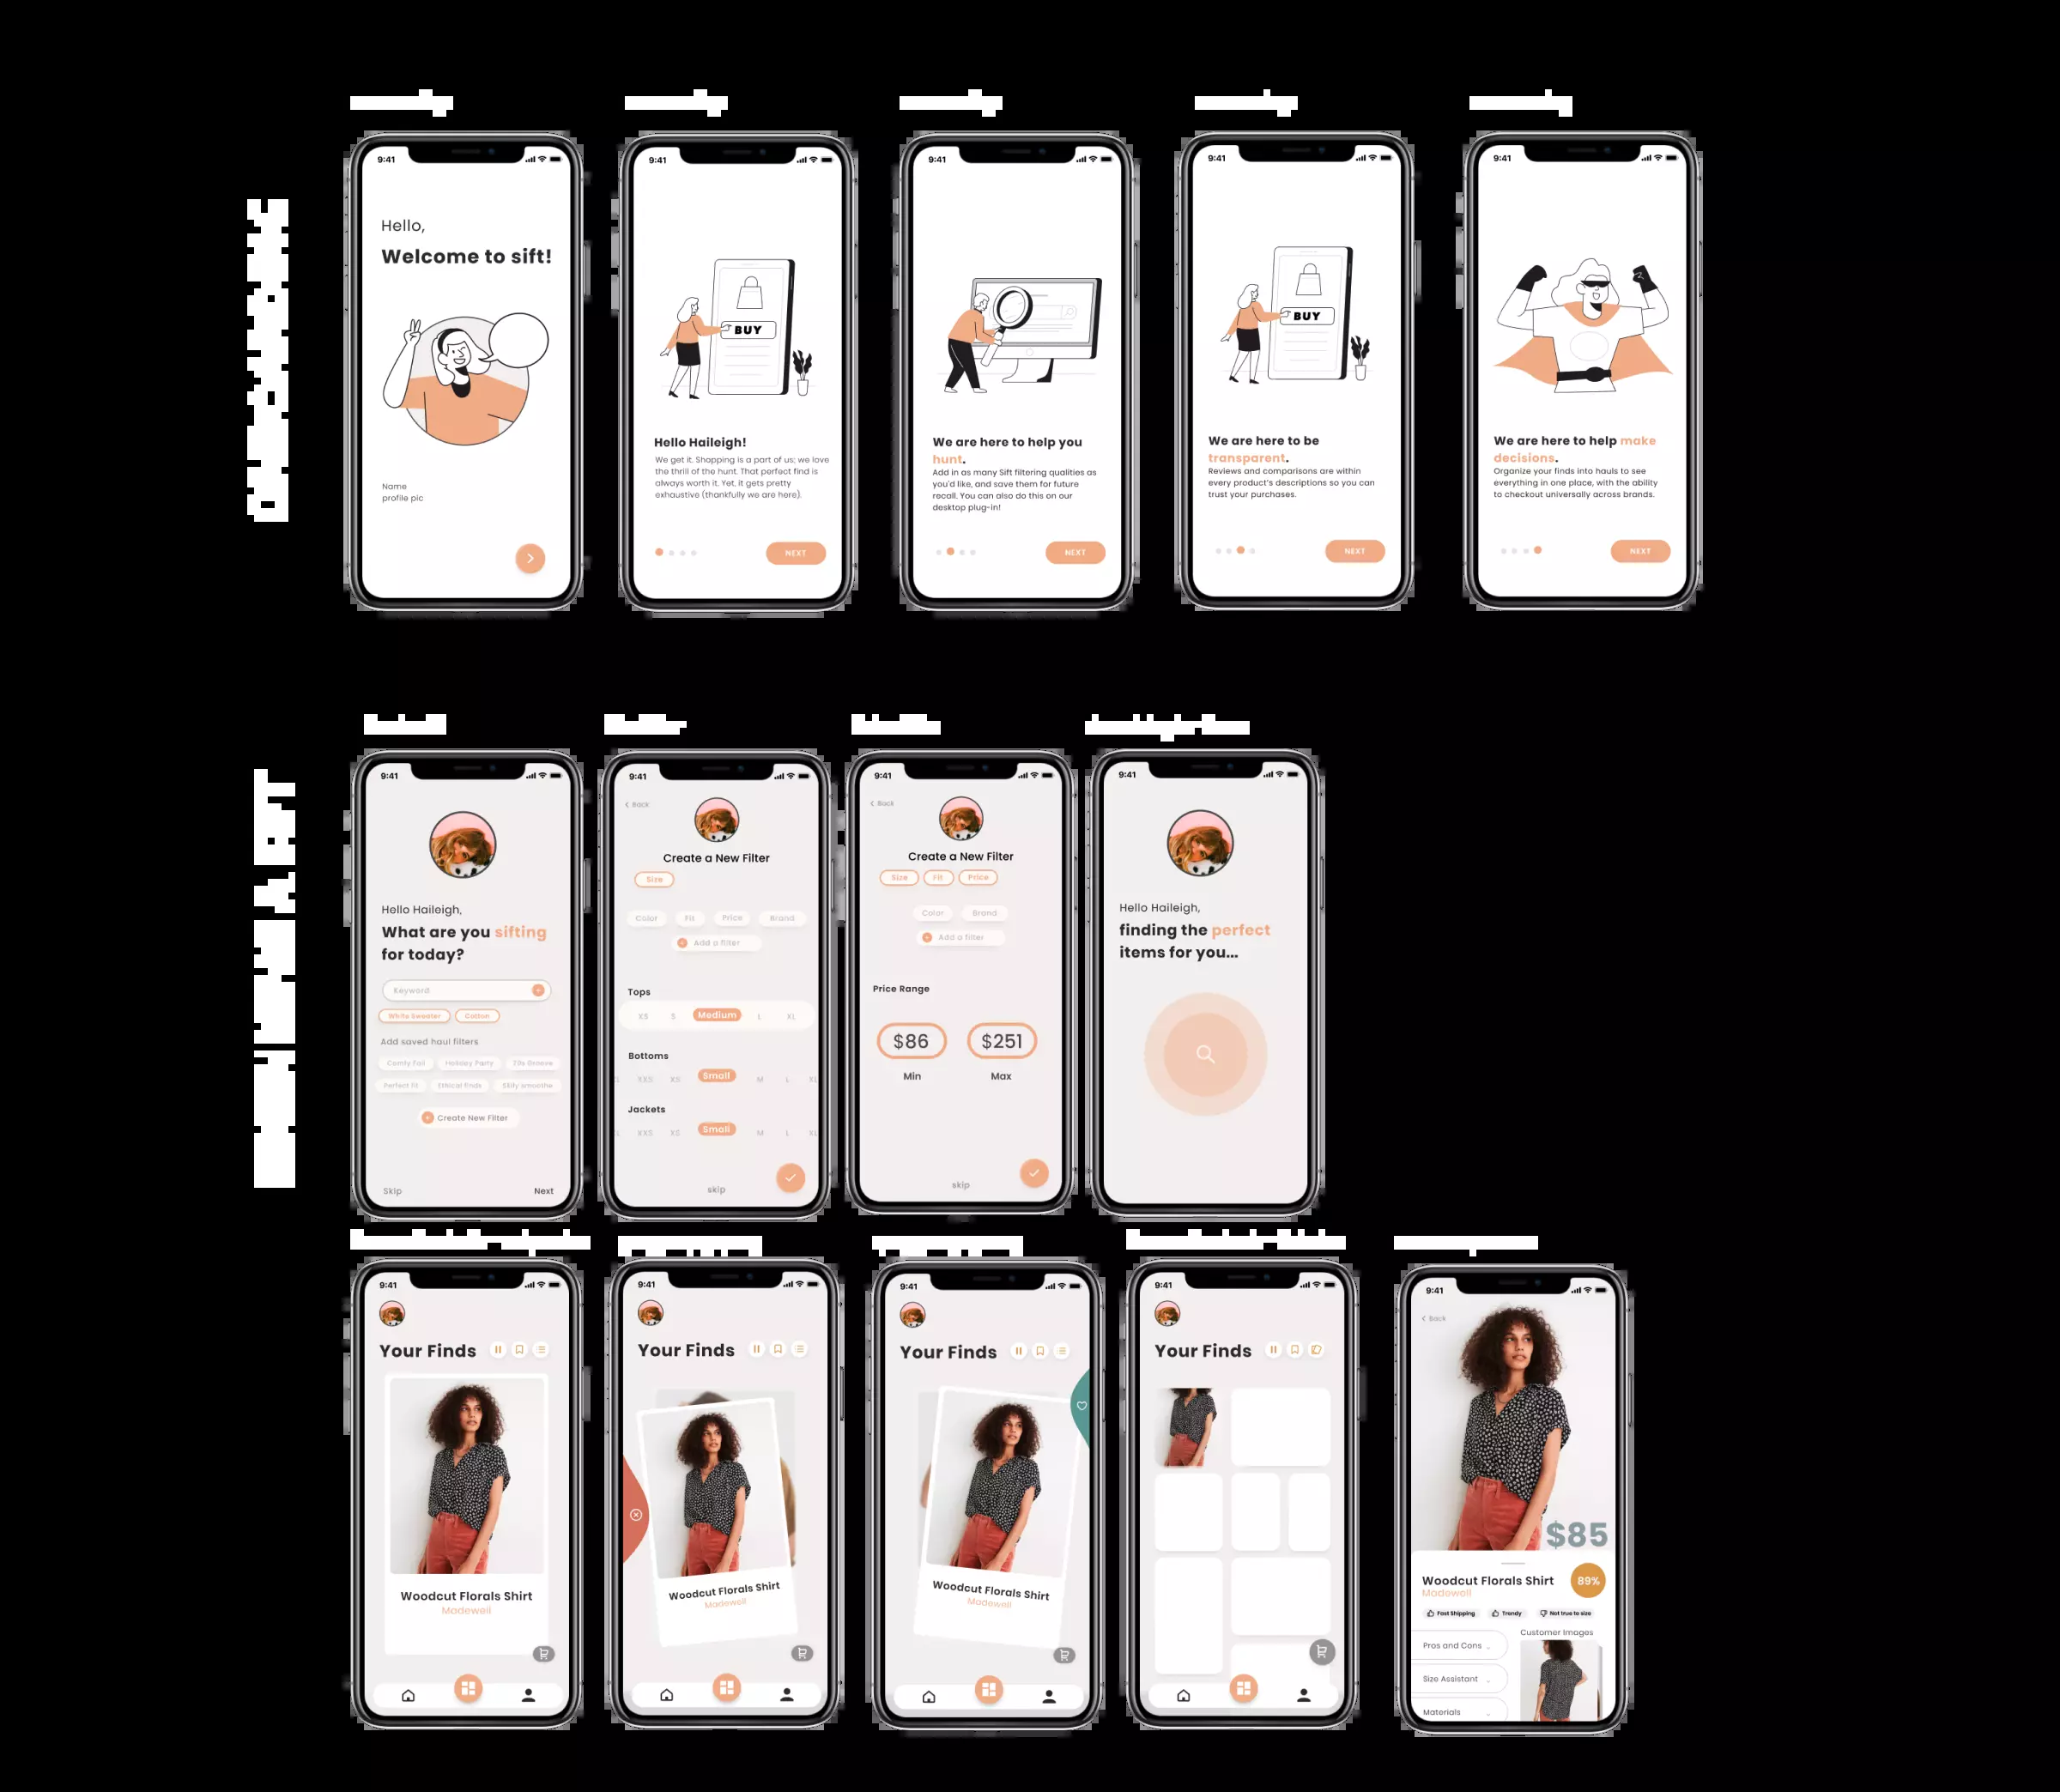 9:41
Hello,
Welcome to sift!
Name
profile pic
9:41
BUY
Hello Haileigh!
We get it. Shopping is a part of us; we love
the thrill of the hunt. That perfect find is
always worth it. Yet, it gets pretty
exhaustive (thankfully we are here).
NEXT
9:41
We are here to help you
hunt.
Add in as many Sift filtering qualities as
you'd like, and save them for future
recall. You can also do this on our
desktop plug-in!
NEXT
9:41
BUY
We are here to be
transparent.
Reviews and comparisons are within
every product's descriptions so you can
trust your purchases.
NEXT
9:41
We are here to help make
decisions.
Organize your finds into hauls to see
everything in one place, with the ability
to checkout universally across brands.
NEXT
9:41
Hello Haileigh,
What are you sifting
for today?
Keyword
White Sweater Cotton
Add saved haul filters
Comfy Fall Holiday Party 70s Groove
Perfect Fit Ethical Finds
Create New Filter
Skip Next
9:41
Back
Create a New Filter
Size
Color Fit Price Brand
Add a filter
Tops
XS S Medium L XL
Bottoms
XXS XS Small M L XL
Jackets
XXS XS Small M L XL
skip
9:41
Back
Create a New Filter
Size Fit Price
Color Brand
Add a filter
Price Range
$86 $251
Min Max
skip
9:41
Hello Haileigh,
finding the perfect
items for you...
9:41
Your Finds
Woodcut Florals Shirt
Madewell
9:41
Your Finds
Woodcut Florals Shirt
Madewell
9:41
Your Finds
Woodcut Florals Shirt
Madewell
9:41
Your Finds
9:41
Back
$85
Woodcut Florals Shirt
Madewell
89%
Fast Shipping Trendy Not true to size
Customer Images
Pros and Cons
Size Assistant
Materials